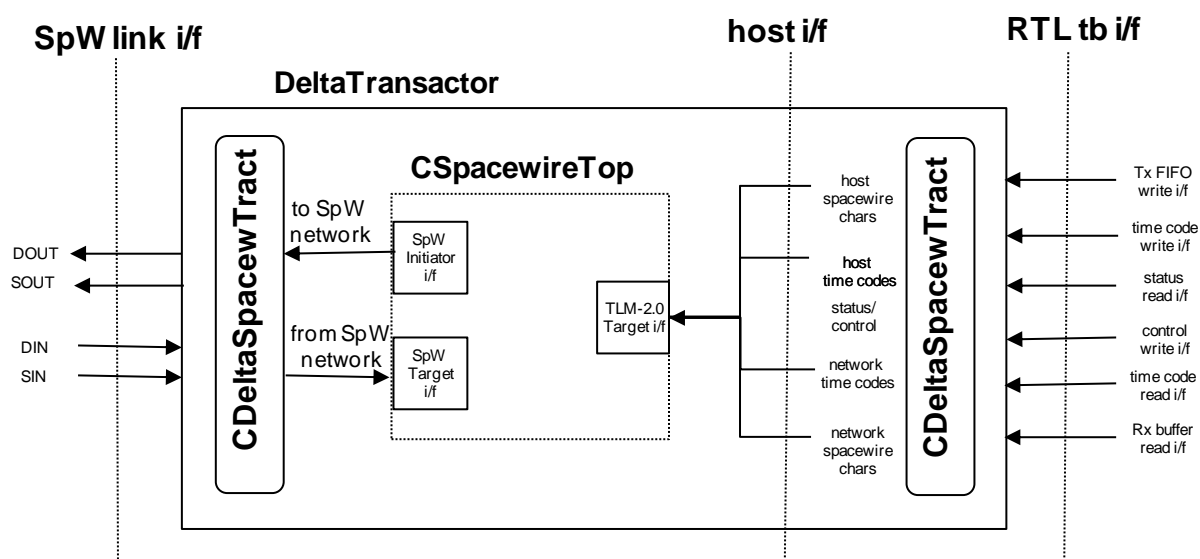 SpW link i/f
host i/f
RTL tb i/f
DeltaTransactor
CDeltaSpacewTract
CSpacewireTop
to SpW
network
from SpW
network
SpW
Initiator
i/f
SpW
Target
i/f
TLM-2.0
Target i/f
host
spacewire
chars
host
time codes
status/
control
network
time codes
network
spacewire
chars
CDeltaSpacewTract
DOUT
SOUT
DIN
SIN
Tx FIFO
write i/f
time code
write i/f
status
read i/f
control
write i/f
time code
read i/f
Rx buffer
read i/f